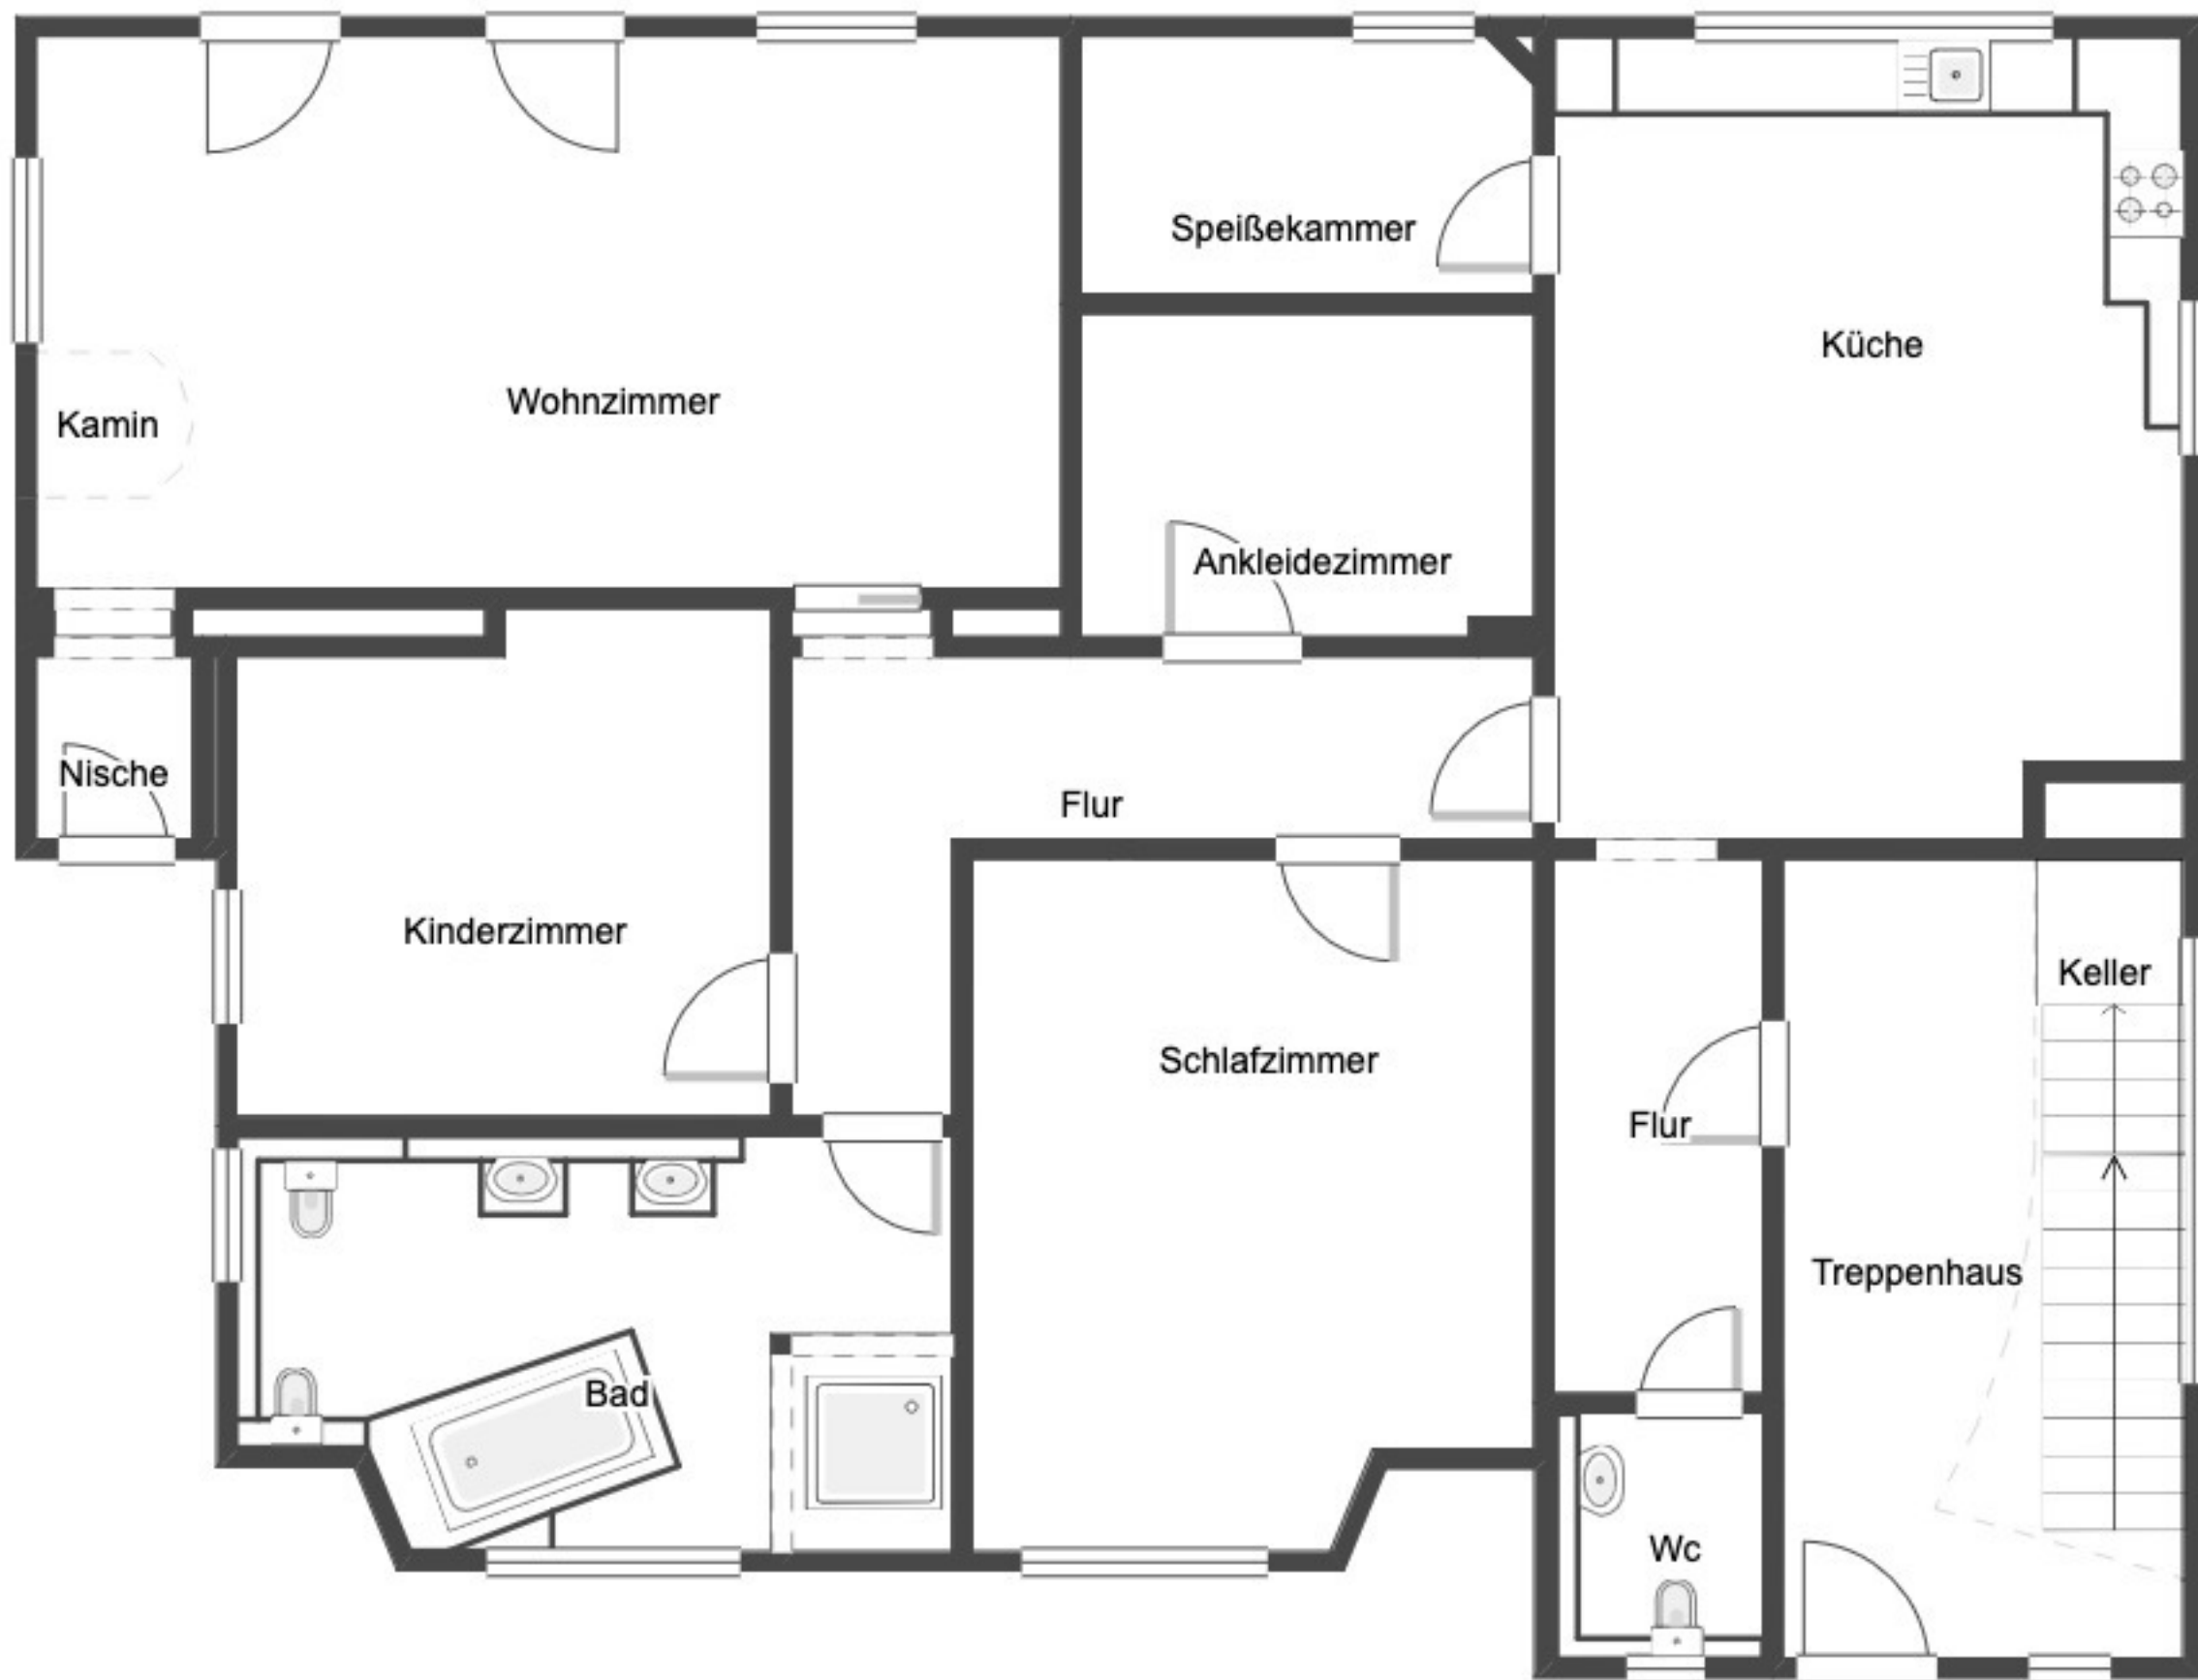 Speißekammer
Küche
Wohnzimmer
Kamin
Ankleidezimmer
Nische
Flur
Kinderzimmer
Keller
Schlafzimmer
Flur
Treppenhaus
Bad
Wc